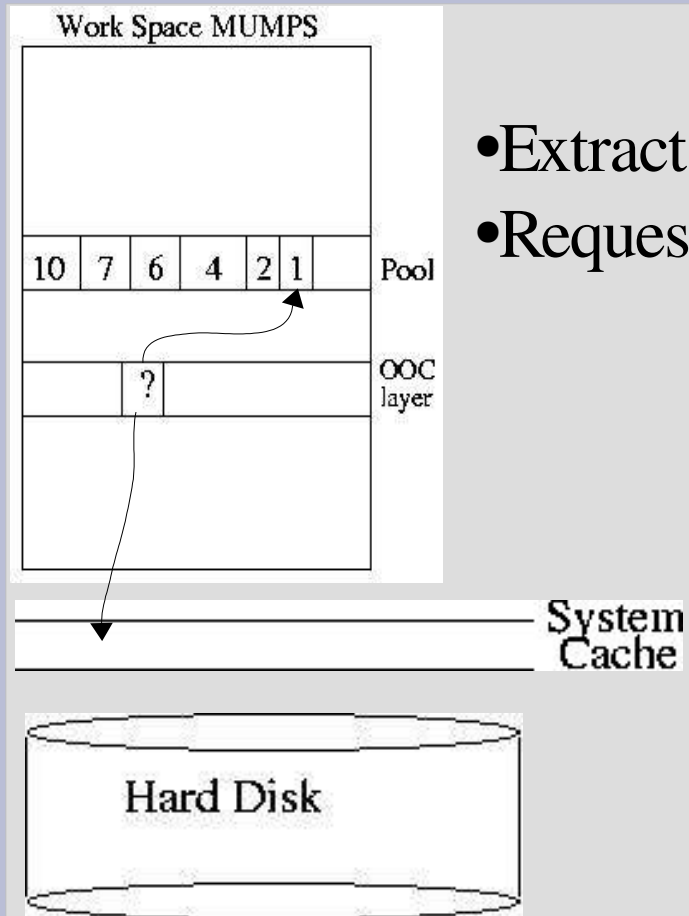 Work Space MUMPS
•Extract
•Reques
10 7 6 4 2 1
Pool
?
OOC
layer
System
Cache
Hard Disk